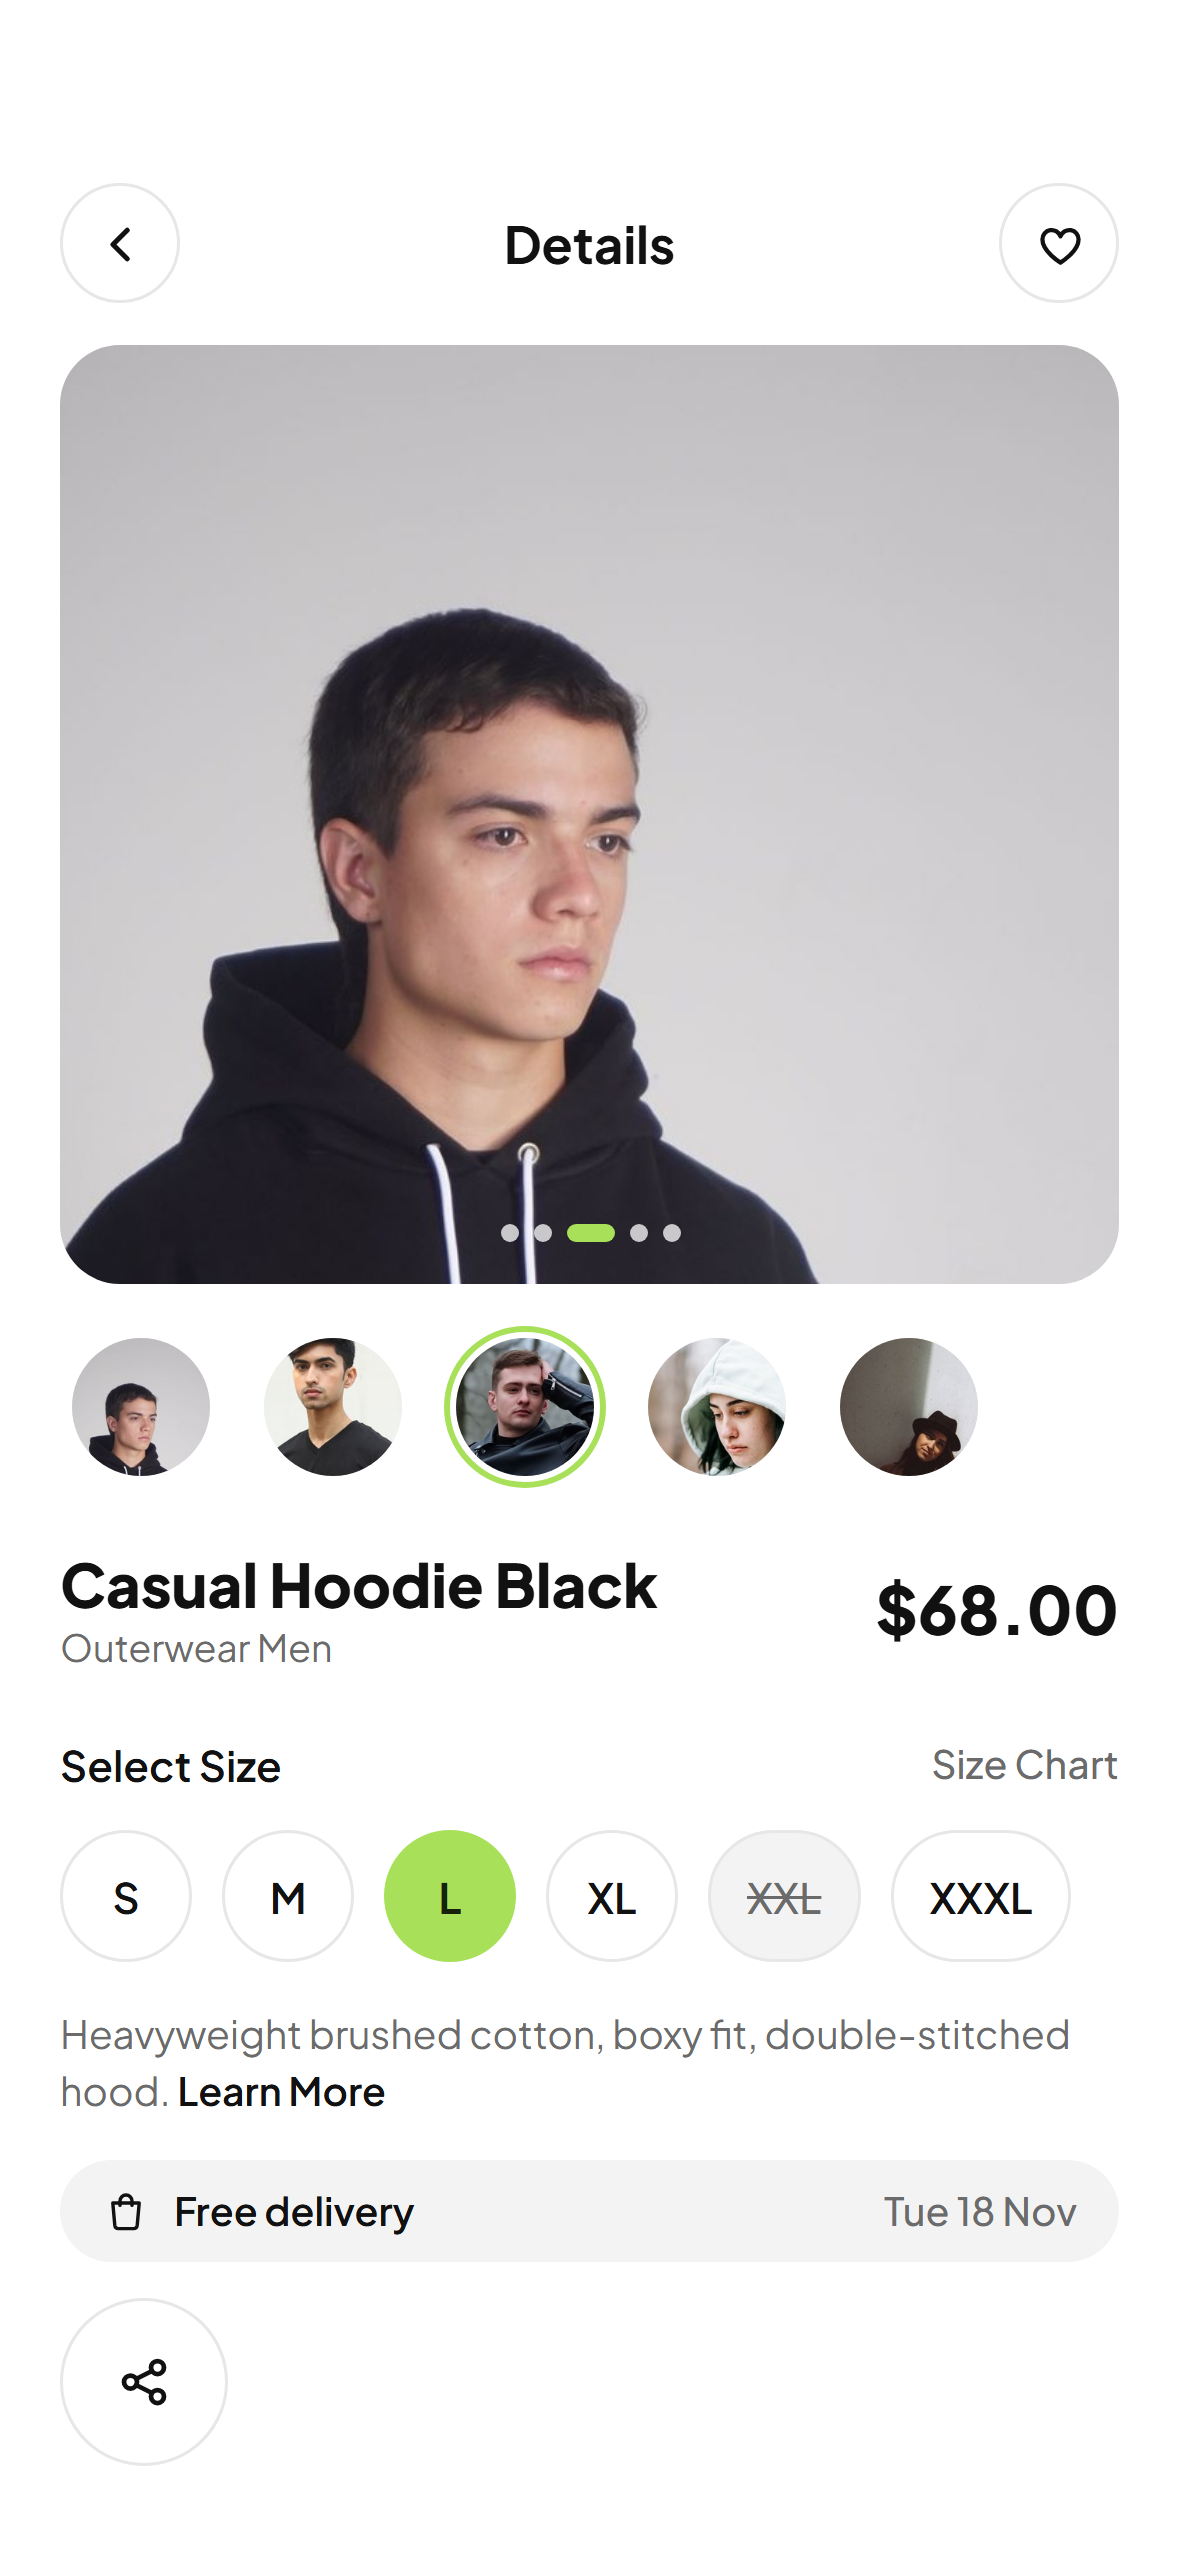 Details
Casual Hoodie Black
$68.00
Outerwear Men
Select Size
Size Chart
S
M
L
XL
XXL
XXXL
Heavyweight brushed cotton, boxy fit, double-stitched
hood. Learn More
Free delivery
Tue 18 Nov